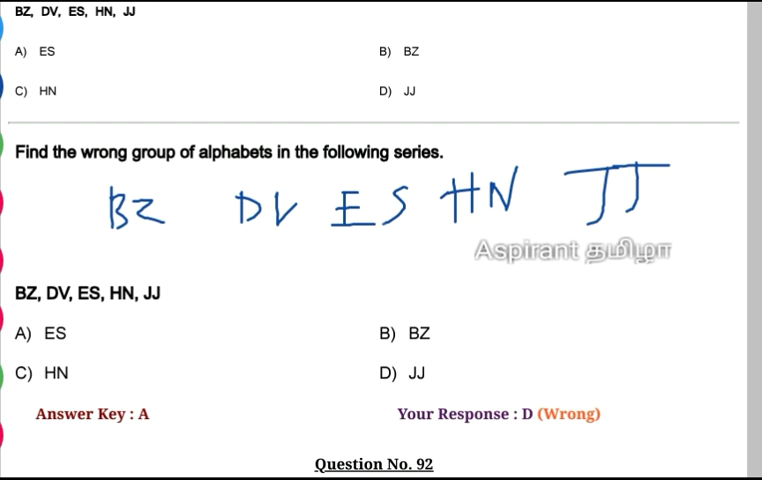 BZ, DV, ES, HN, JJ
A) ES B) BZ
C) HN D) JJ
Find the wrong group of alphabets in the following series.
BZ DV ES HN JJ
Aspirant தமிழா
BZ, DV, ES, HN, JJ
A) ES B) BZ
C) HN D) JJ
Answer Key : A Your Response : D (Wrong)
Question No. 92